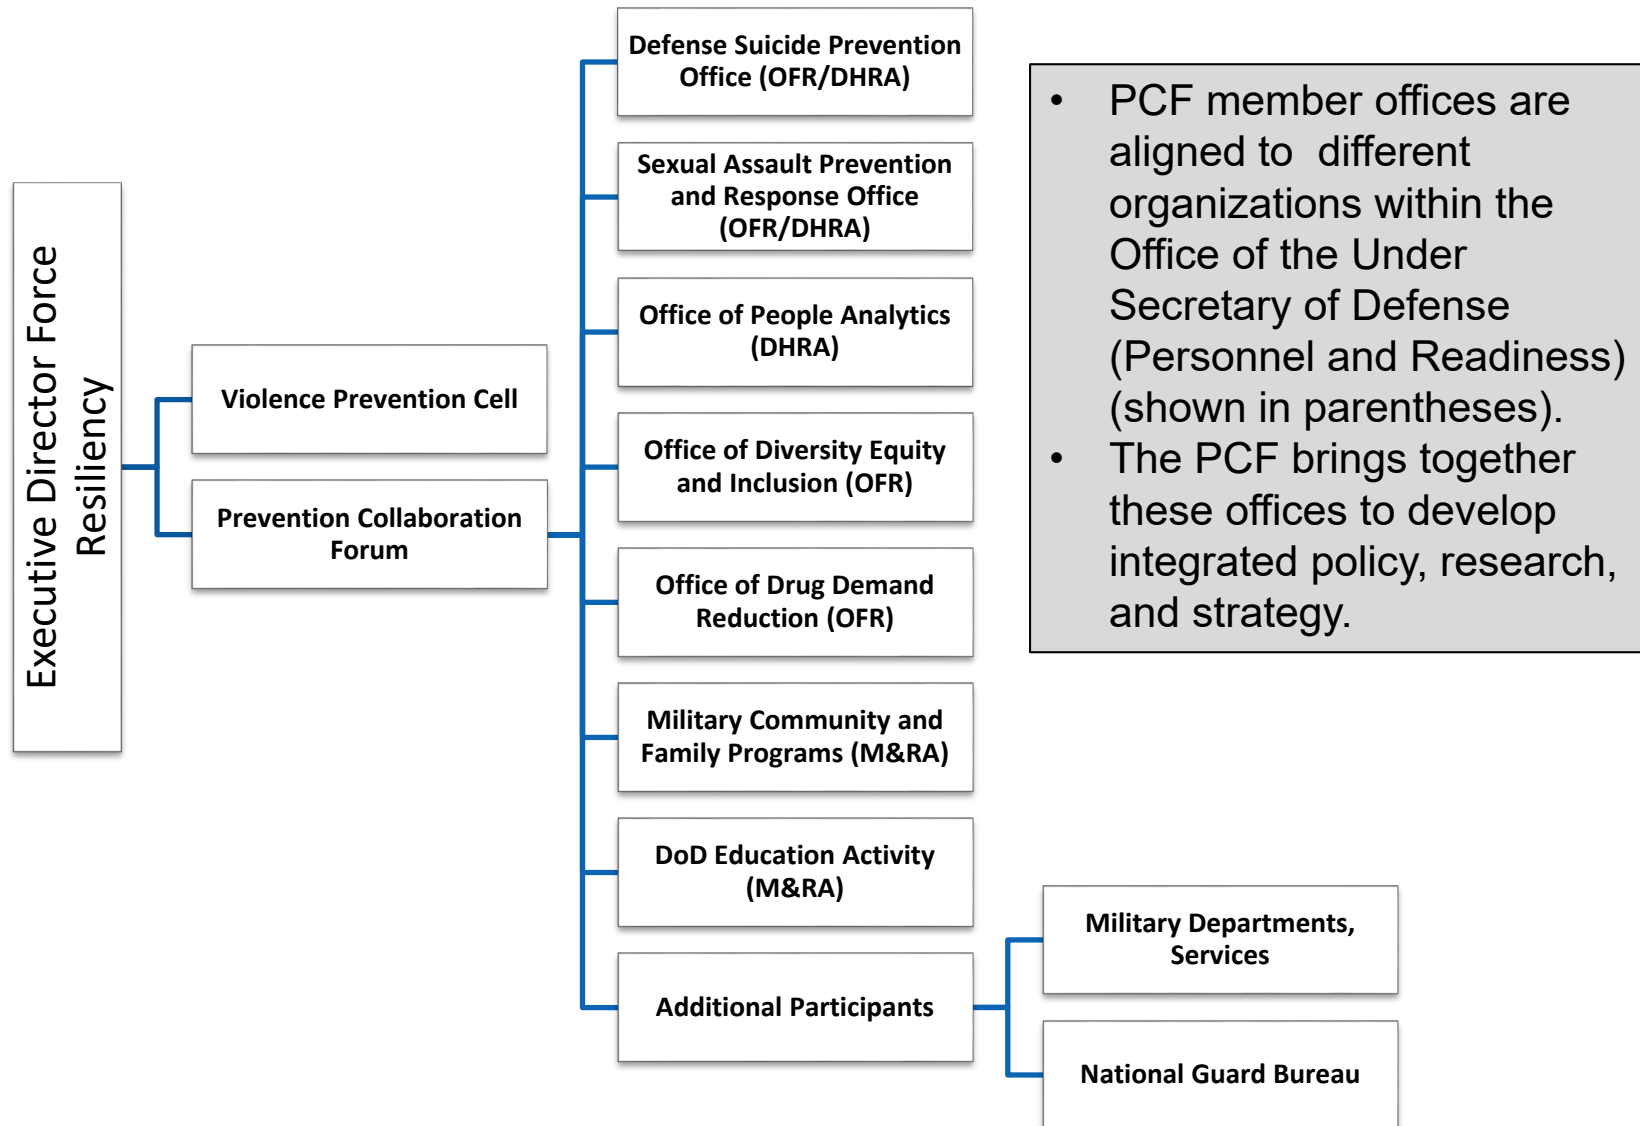 Executive Director Force
Resiliency
Violence Prevention Cell
Prevention Collaboration
Forum
Defense Suicide Prevention
Office (OFR/DHRA)
Sexual Assault Prevention
and Response Office
(OFR/DHRA)
Office of People Analytics
(DHRA)
Office of Diversity Equity
and Inclusion (OFR)
Office of Drug Demand
Reduction (OFR)
Military Community and
Family Programs (M&RA)
DoD Education Activity
(M&RA)
Additional Participants
Military Departments,
Services
National Guard Bureau
• PCF member offices are
aligned to  different
organizations within the
Office of the Under
Secretary of Defense
(Personnel and Readiness)
(shown in parentheses).
• The PCF brings together
these offices to develop
integrated policy, research,
and strategy.